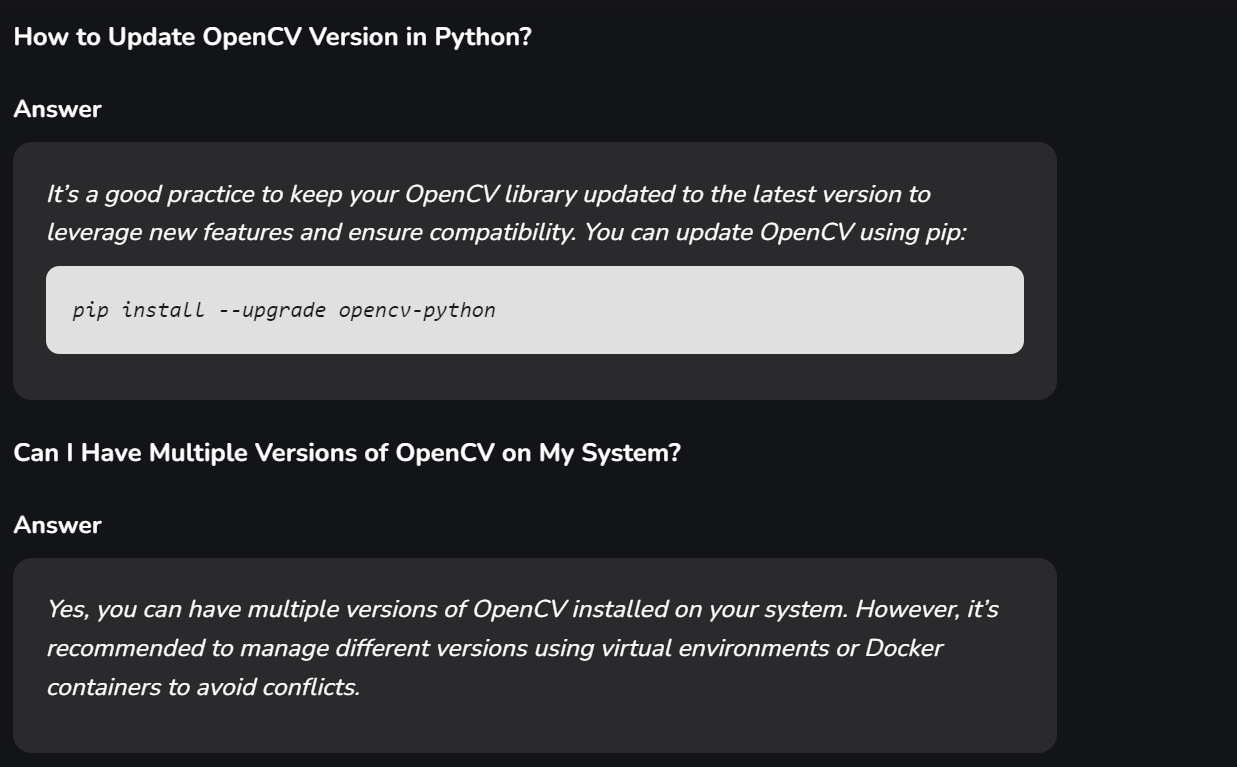 How to Update OpenCV Version in Python?
Answer
It’s a good practice to keep your OpenCV library updated to the latest version to
leverage new features and ensure compatibility. You can update OpenCV using pip:
pip install --upgrade opencv-python
Can I Have Multiple Versions of OpenCV on My System?
Answer
Yes, you can have multiple versions of OpenCV installed on your system. However, it’s
recommended to manage different versions using virtual environments or Docker
containers to avoid conflicts.